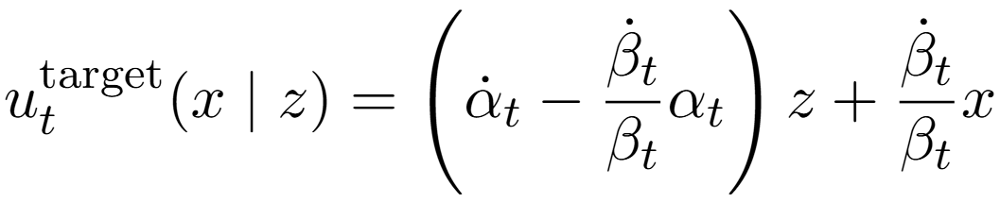 $u_t^{\text{target}}(x \mid z) = \left( \dot{\alpha}_t - \frac{\dot{\beta}_t}{\beta_t} \alpha_t \right) z + \frac{\dot{\beta}_t}{\beta_t} x$